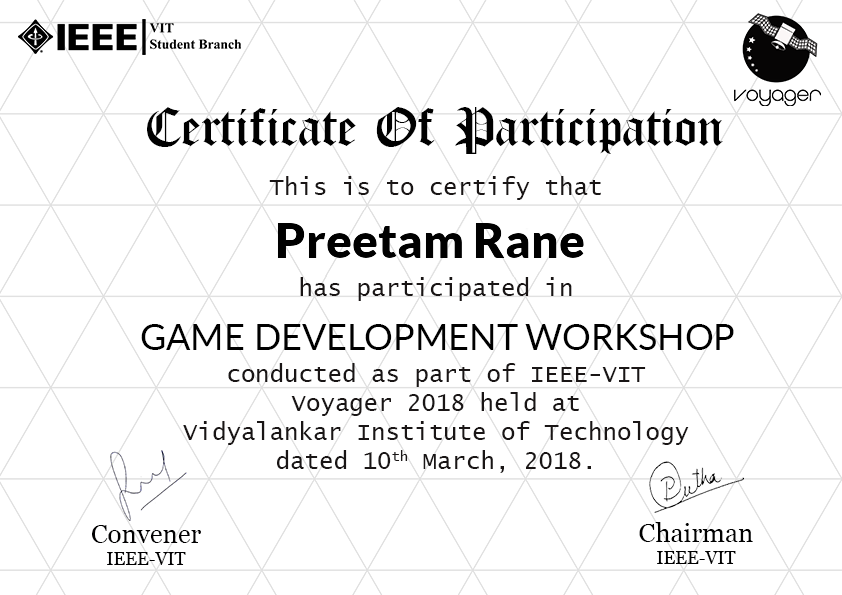 IEEE VIT
Student Branch
voyager
Certificate Of Participation
This is to certify that
Preetam Rane
has participated in
GAME DEVELOPMENT WORKSHOP
conducted as part of IEEE-VIT
Voyager 2018 held at
Vidyalankar Institute of Technology
dated 10th March, 2018.
Convener
IEEE-VIT
Chairman
IEEE-VIT